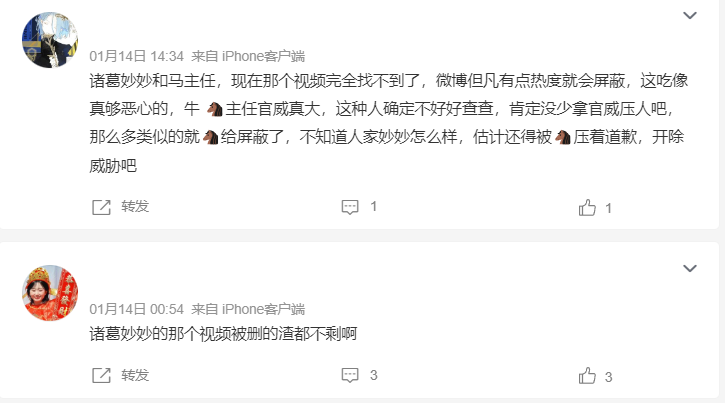 01月14日 14:34 来自 iPhone客户端
诸葛妙妙和马主任，现在那个视频完全找不到了，微博但凡有点热度就会屏蔽，这吃像
真够恶心的，牛 🐴主任官威真大，这种人确定不好好查查，肯定没少拿官威压人吧，
那么多类似的就🐴给屏蔽了，不知道人家妙妙怎么样，估计还得被🐴压着道歉，开除
威胁吧
转发 1 1
01月14日 00:54 来自 iPhone客户端
诸葛妙妙的那个视频被删的渣都不剩啊
转发 3 3